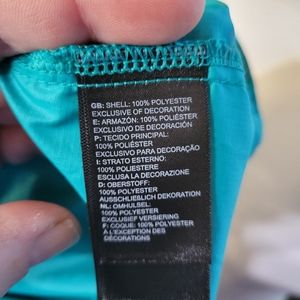 GB: SHELL: 100% POLYESTER
EXCLUSIVE OF DECORATION
E: ARMAZÓN: 100% POLIÉSTER
EXCLUSIVO DE DECORACIÓN
P: TECIDO PRINCIPAL:
100% POLIÉSTER
EXCLUSIVO PARA DECORAÇÃO
I: STRATO ESTERNO:
100% POLIESTERE
ESCLUSA LA DECORAZIONE
D: OBERSTOFF:
100% POLYESTER
AUSSCHLIEßLICH DEKORATION
NL: OMHULSEL:
100% POLYESTER
EXCLUSIEF VERSIERING
F: COQUE: 100% POLYESTER
À L'EXCEPTION DES
DÉCORATIONS